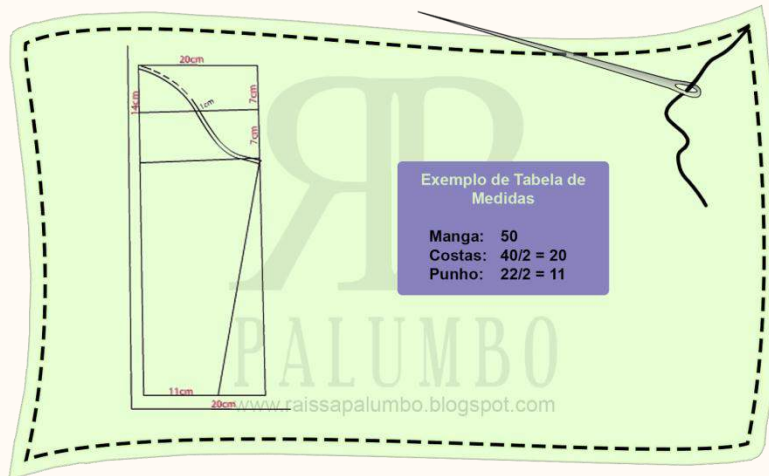 20cm
14cm
7cm
1cm
7cm
11cm
20cm
Exemplo de Tabela de
Medidas
Manga: 50
Costas: 40/2 = 20
Punho: 22/2 = 11
RP
PALUMBO
www.raissapalumbo.blogspot.com